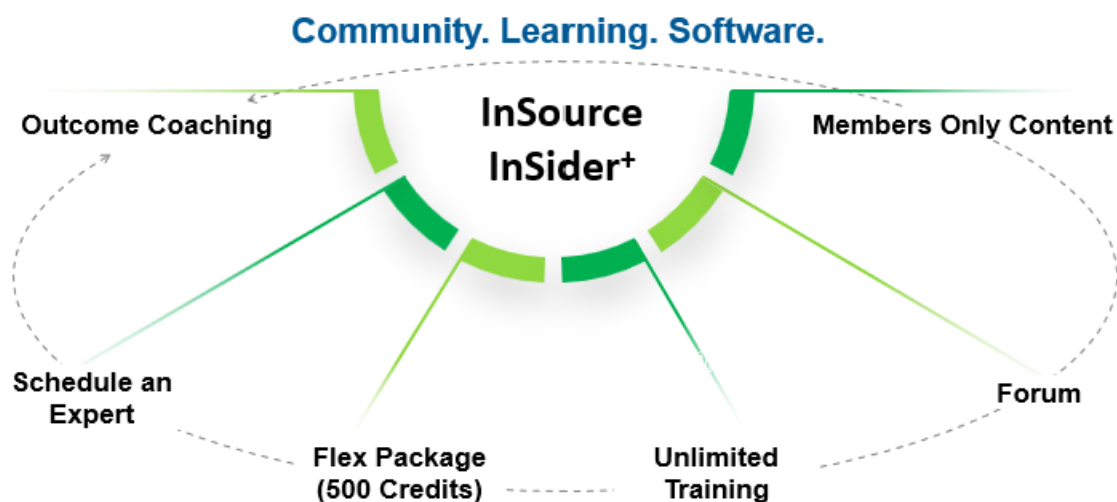 Community. Learning. Software.
InSource
InSider+
Outcome Coaching
Members Only Content
Schedule an
Expert
Forum
Flex Package
(500 Credits)
Unlimited
Training